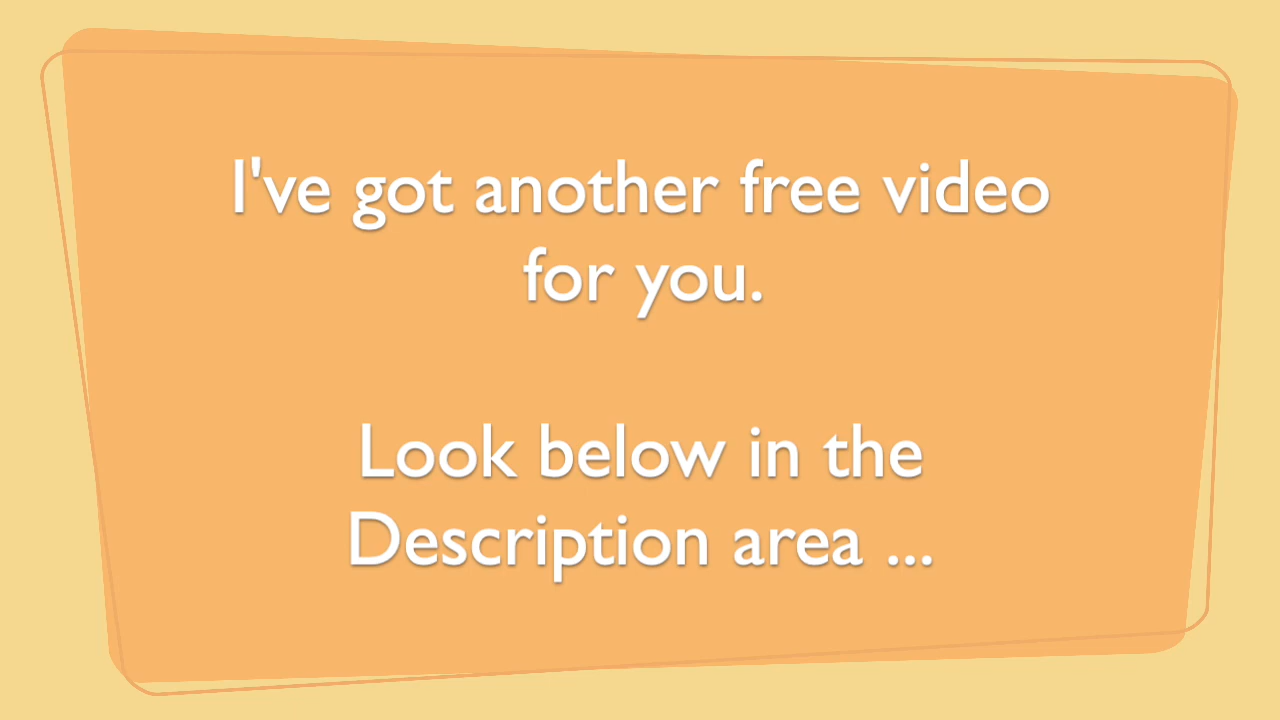 I've got another free video
for you.
Look below in the
Description area ...